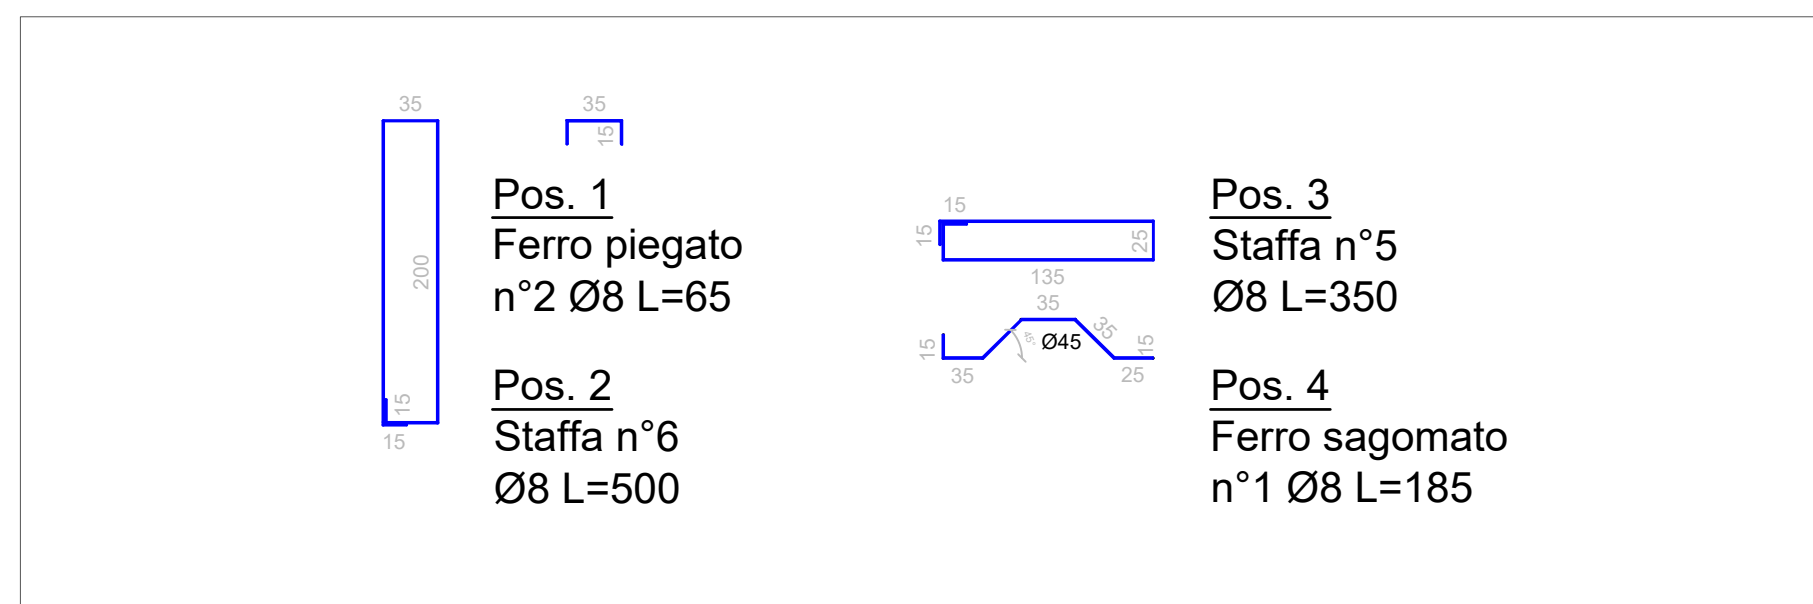 35
35
15
200
15
15
Pos. 1
Ferro piegato
n°2 Ø8 L=65
Pos. 2
Staffa n°6
Ø8 L=500
15
15
25
135
35
35
45°
Ø45
15
15
35
25
Pos. 3
Staffa n°5
Ø8 L=350
Pos. 4
Ferro sagomato
n°1 Ø8 L=185